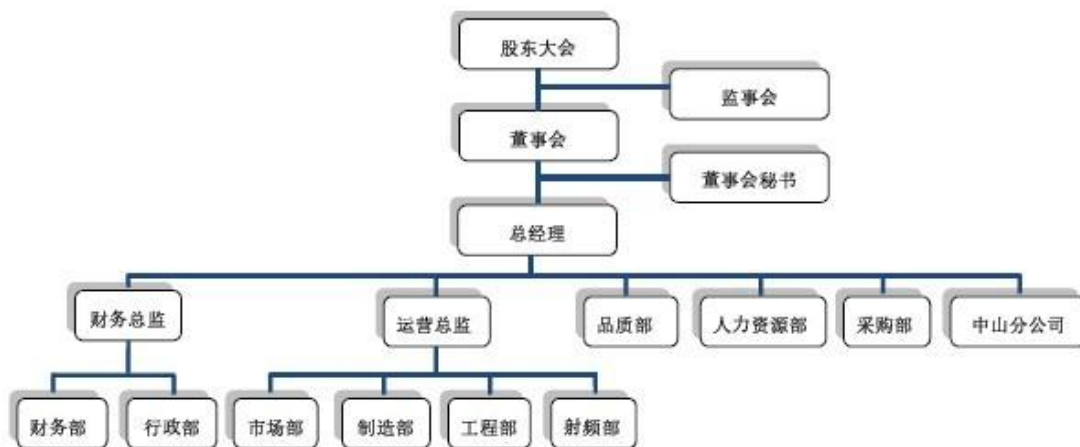 股东大会
监事会
董事会
董事会秘书
总经理
财务总监
运营总监
品质部
人力资源部
采购部
中山分公司
财务部
行政部
市场部
制造部
工程部
射频部